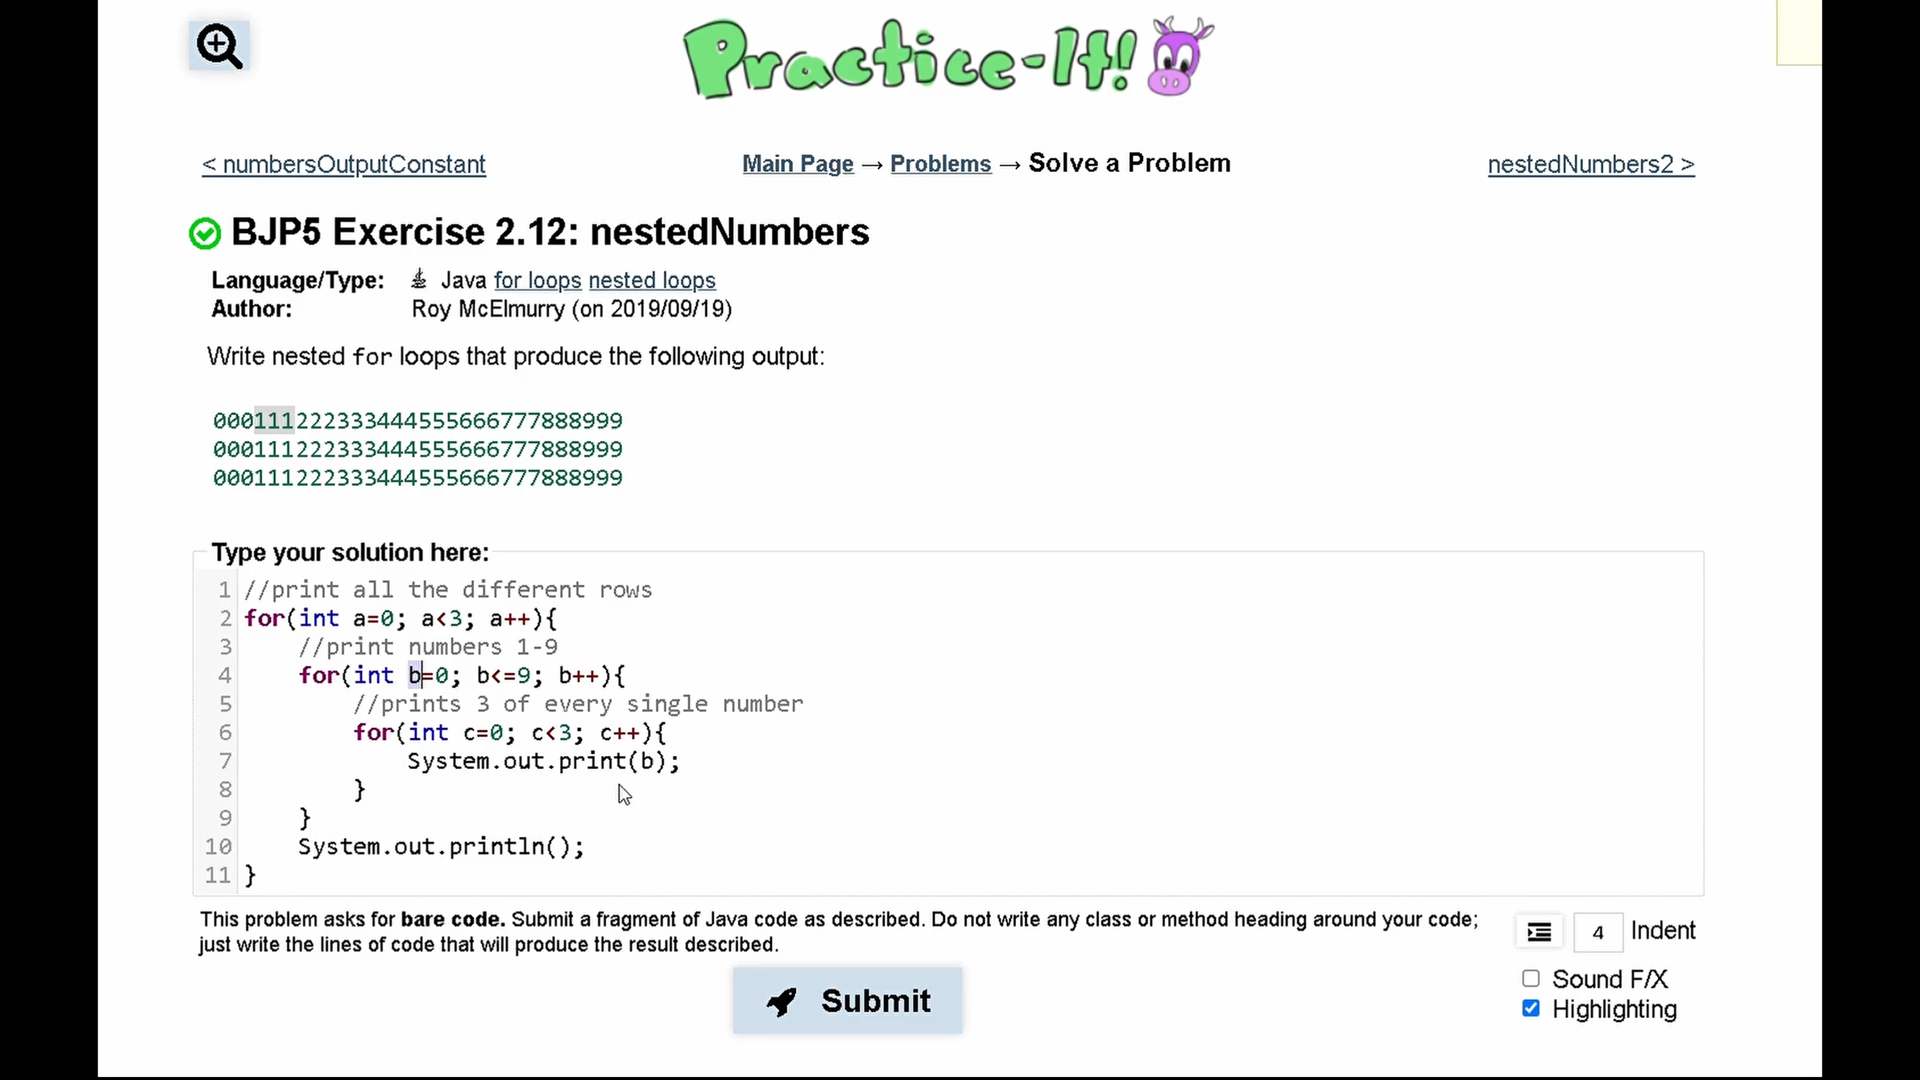 Practice-It!
< numbersOutputConstant
Main Page → Problems → Solve a Problem
nestedNumbers2 >
BJP5 Exercise 2.12: nestedNumbers
Language/Type: Java for loops nested loops
Author: Roy McElmurry (on 2019/09/19)
Write nested for loops that produce the following output:
000111222333444555666777888999
000111222333444555666777888999
000111222333444555666777888999
Type your solution here:
1 //print all the different rows
2 for(int a=0; a<3; a++){
3     //print numbers 1-9
4     for(int b=0; b<=9; b++){
5         //prints 3 of every single number
6         for(int c=0; c<3; c++){
7             System.out.print(b);
8         }
9     }
10     System.out.println();
11 }
This problem asks for bare code. Submit a fragment of Java code as described. Do not write any class or method heading around your code;
just write the lines of code that will produce the result described.
4 Indent
Sound F/X
Highlighting
Submit